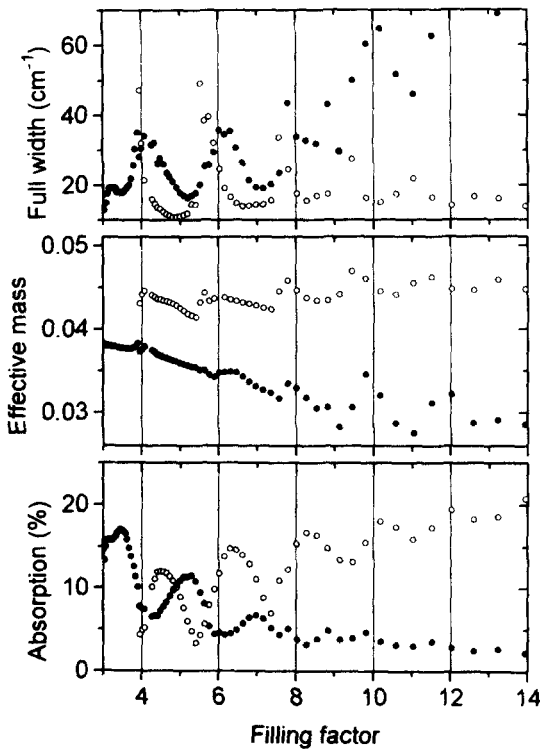 Full width (cm⁻¹)
60
40
20
Effective mass
0.05
0.04
0.03
Absorption (%)
20
10
0
4 6 8 10 12 14
Filling factor